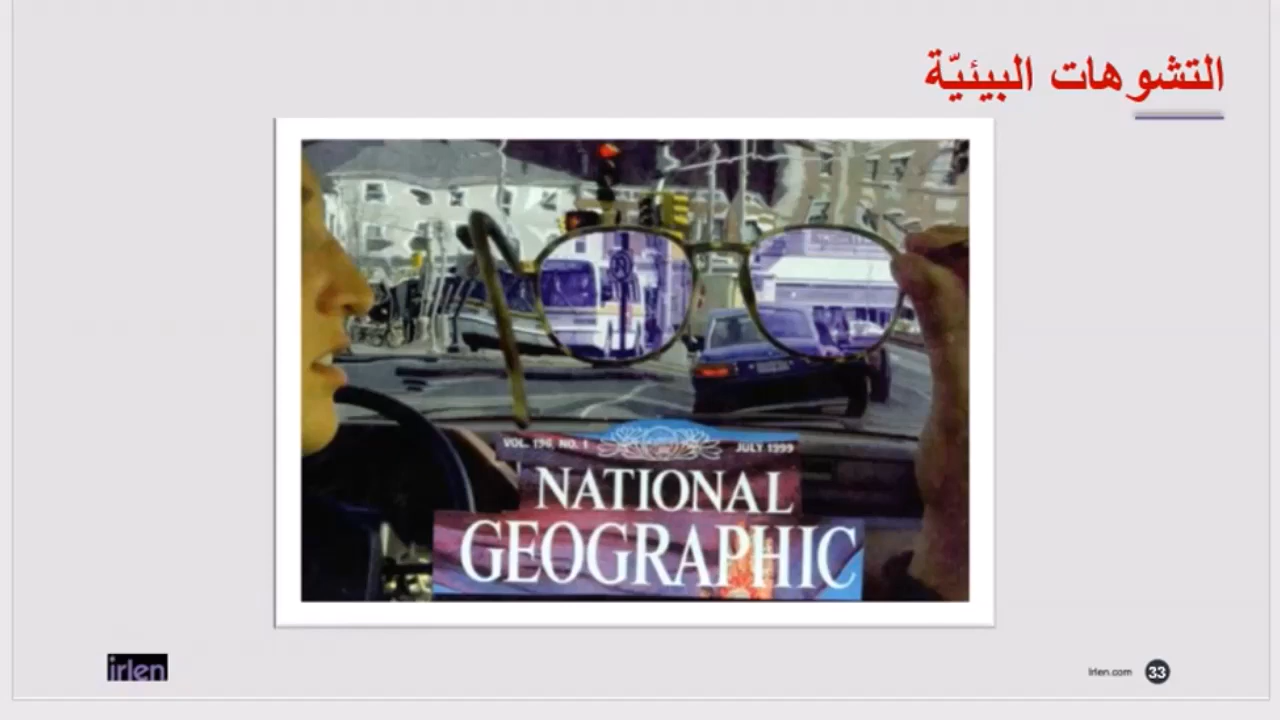 التشوهات البيئيّة
VOL. 196, NO. 1
JULY 1999
NATIONAL
GEOGRAPHIC
irlen
Irlen.com
33